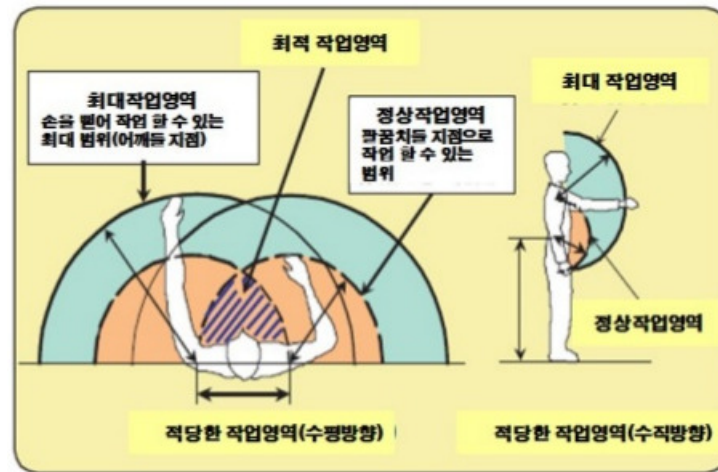 최적 작업영역
최대작업영역
손을 뻗어 작업 할 수 있는
최대 범위(어깨들 지점)
정상작업영역
팔꿈치들 지점으로
작업 할 수 있는
범위
최대 작업영역
정상작업영역
적당한 작업영역(수평방향)
적당한 작업영역(수직방향)